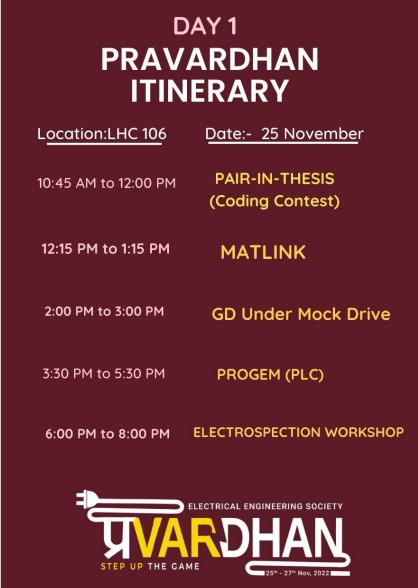 DAY 1
PRAVARDHAN
ITINERARY
Location:LHC 106 Date:- 25 November
10:45 AM to 12:00 PM PAIR-IN-THESIS
(Coding Contest)
12:15 PM to 1:15 PM MATLINK
2:00 PM to 3:00 PM GD Under Mock Drive
3:30 PM to 5:30 PM PROGEM (PLC)
6:00 PM to 8:00 PM ELECTROSPECTION WORKSHOP
ELECTRICAL ENGINEERING SOCIETY
प्रVARDHAN
STEP UP THE GAME
25th - 27th Nov, 2022